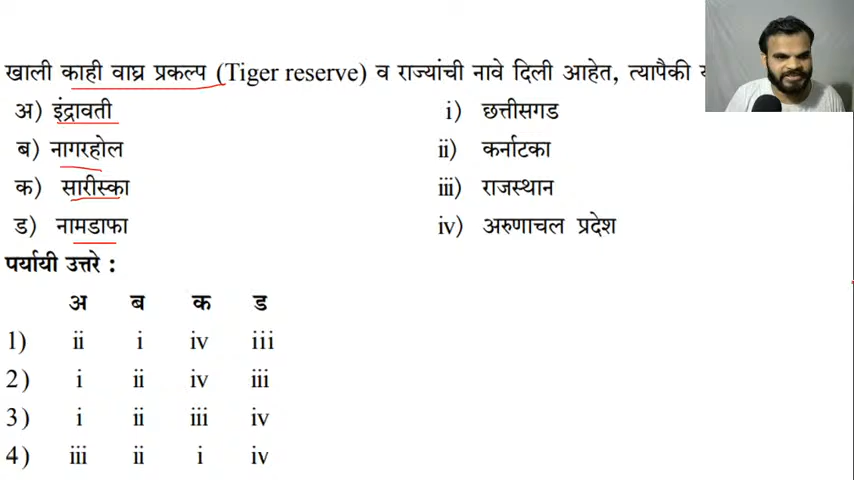 खाली काही वाघ्र प्रकल्प (Tiger reserve) व राज्यांची नावे दिली आहेत, त्यापैकी
अ) इंद्रावती i) छत्तीसगड
ब) नागरहोल ii) कर्नाटका
क) सारीस्का iii) राजस्थान
ड) नामडाफा iv) अरुणाचल प्रदेश
पर्यायी उत्तरे :
अ ब क ड
1) ii i iv iii
2) i ii iv iii
3) i ii iii iv
4) iii ii i iv